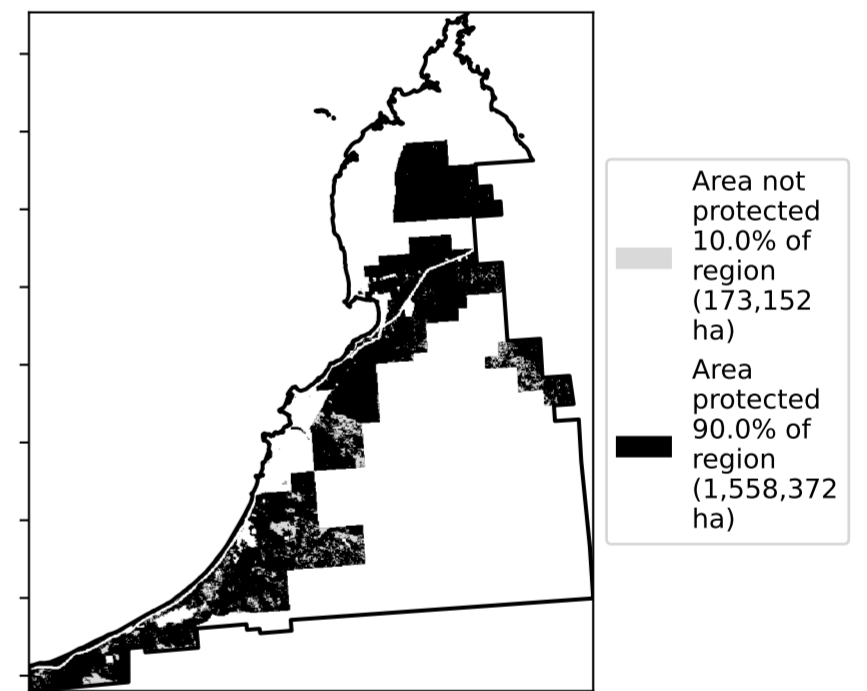 Area not
protected
10.0% of
region
(173,152
ha)
Area
protected
90.0% of
region
(1,558,372
ha)